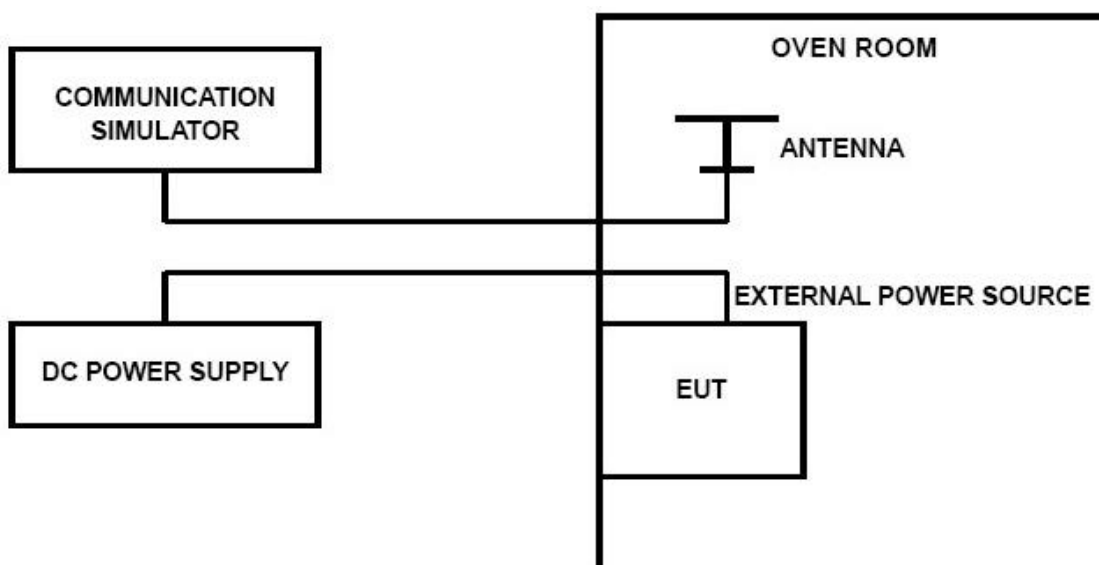 OVEN ROOM
COMMUNICATION
SIMULATOR
ANTENNA
EXTERNAL POWER SOURCE
DC POWER SUPPLY
EUT